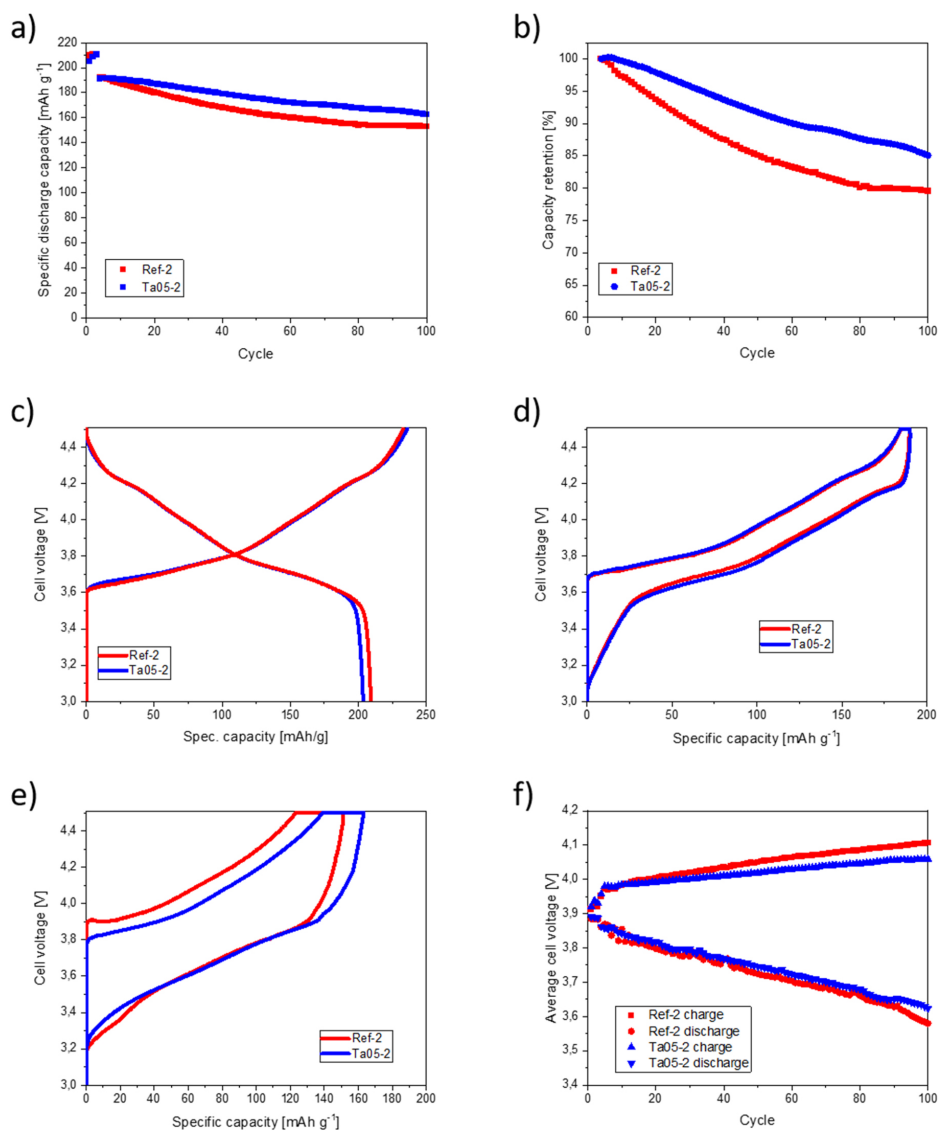 a)
220
200
180
160
140
120
100
80
60
40
20
0
Specific discharge capacity [mAh g⁻¹]
Ref-2
Ta05-2
0 20 40 60 80 100
Cycle
b)
100
95
90
85
80
75
70
65
60
Capacity retention [%]
Ref-2
Ta05-2
0 20 40 60 80 100
Cycle
c)
4,4
4,2
4,0
3,8
3,6
3,4
3,2
3,0
Cell voltage [V]
Ref-2
Ta05-2
0 50 100 150 200 250
Spec. capacity [mAh/g]
d)
4,4
4,2
4,0
3,8
3,6
3,4
3,2
3,0
Cell voltage [V]
Ref-2
Ta05-2
0 50 100 150 200
Specific capacity [mAh g⁻¹]
e)
4,4
4,2
4,0
3,8
3,6
3,4
3,2
3,0
Cell voltage [V]
Ref-2
Ta05-2
0 20 40 60 80 100 120 140 160 180 200
Specific capacity [mAh g⁻¹]
f)
4,2
4,1
4,0
3,9
3,8
3,7
3,6
3,5
3,4
Average cell voltage [V]
Ref-2 charge
Ref-2 discharge
Ta05-2 charge
Ta05-2 discharge
0 20 40 60 80 100
Cycle